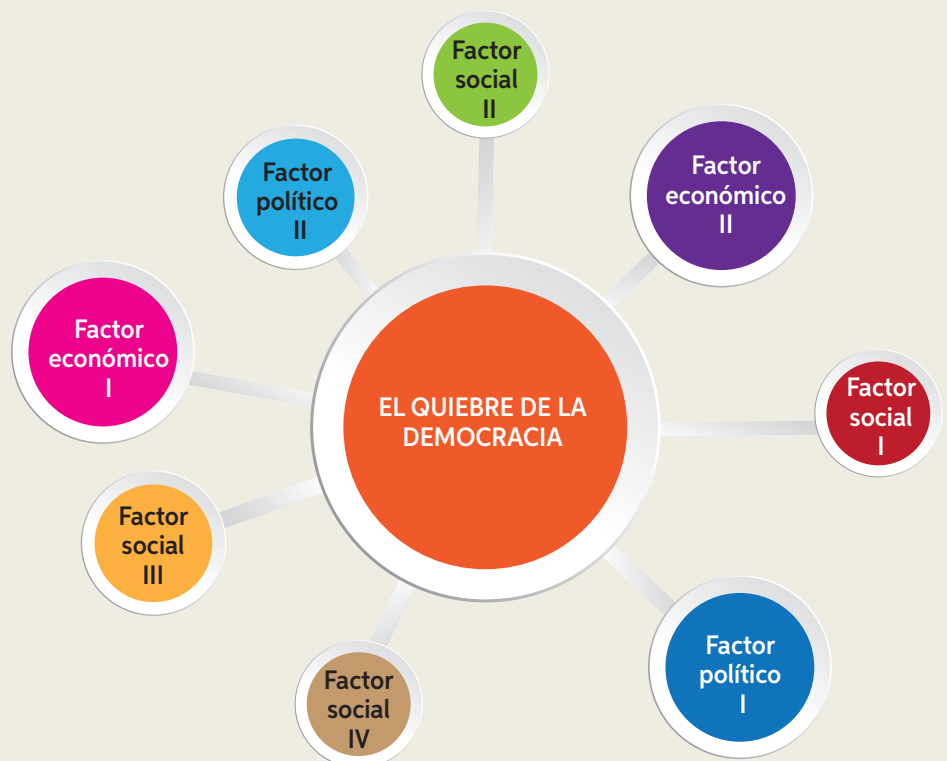 Factor
social
II
Factor
político
II
Factor
económico
II
Factor
económico
I
EL QUIEBRE DE LA
DEMOCRACIA
Factor
social
I
Factor
social
III
Factor
político
I
Factor
social
IV